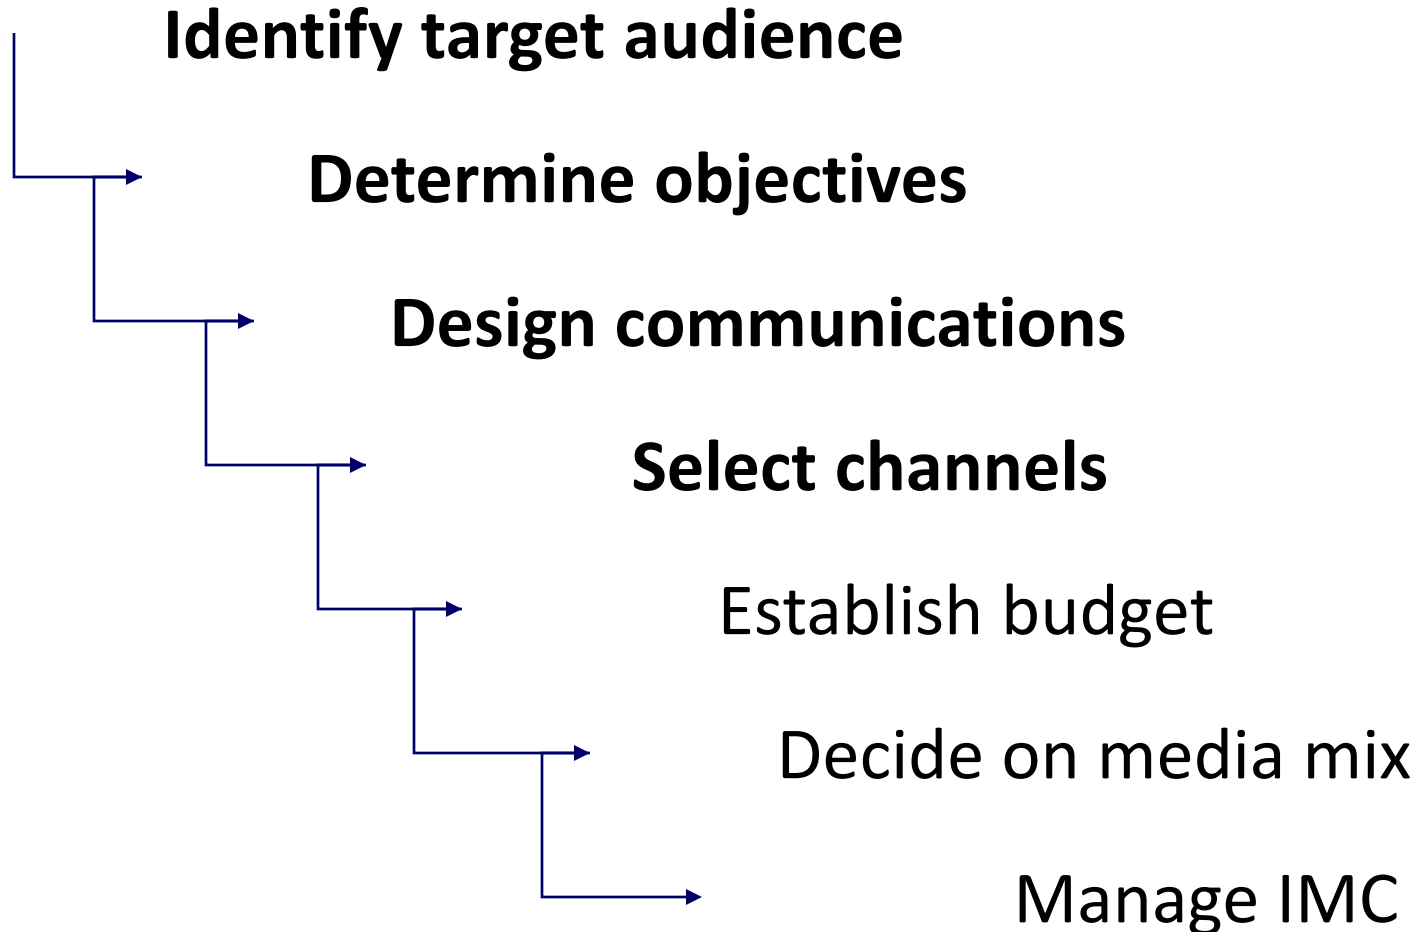 Identify target audience
Determine objectives
Design communications
Select channels
Establish budget
Decide on media mix
Manage IMC